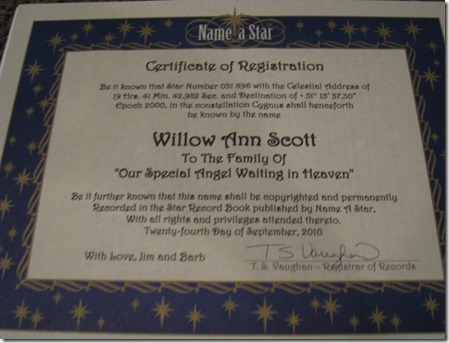 Name a Star
Certificate of Registration
Be it known that Star Number 031 896 with the Celestial Address of
19 Hrs. 41 Min. 42.982 Sec. and Declination of + 51° 13' 37.30"
Epoch 2000, in the constellation Cygnus shall henceforth
be known by the name
Willow Ann Scott
To The Family Of
"Our Special Angel Waiting in Heaven"
Be it further known that this name shall be copyrighted and permanently
Recorded in the Star Record Book published by Name A Star,
With all rights and privileges attended thereto.
Twenty-fourth Day of September, 2010
With Love, Jim and Barb
T S Vaughan
T. S. Vaughan - Registrar of Records